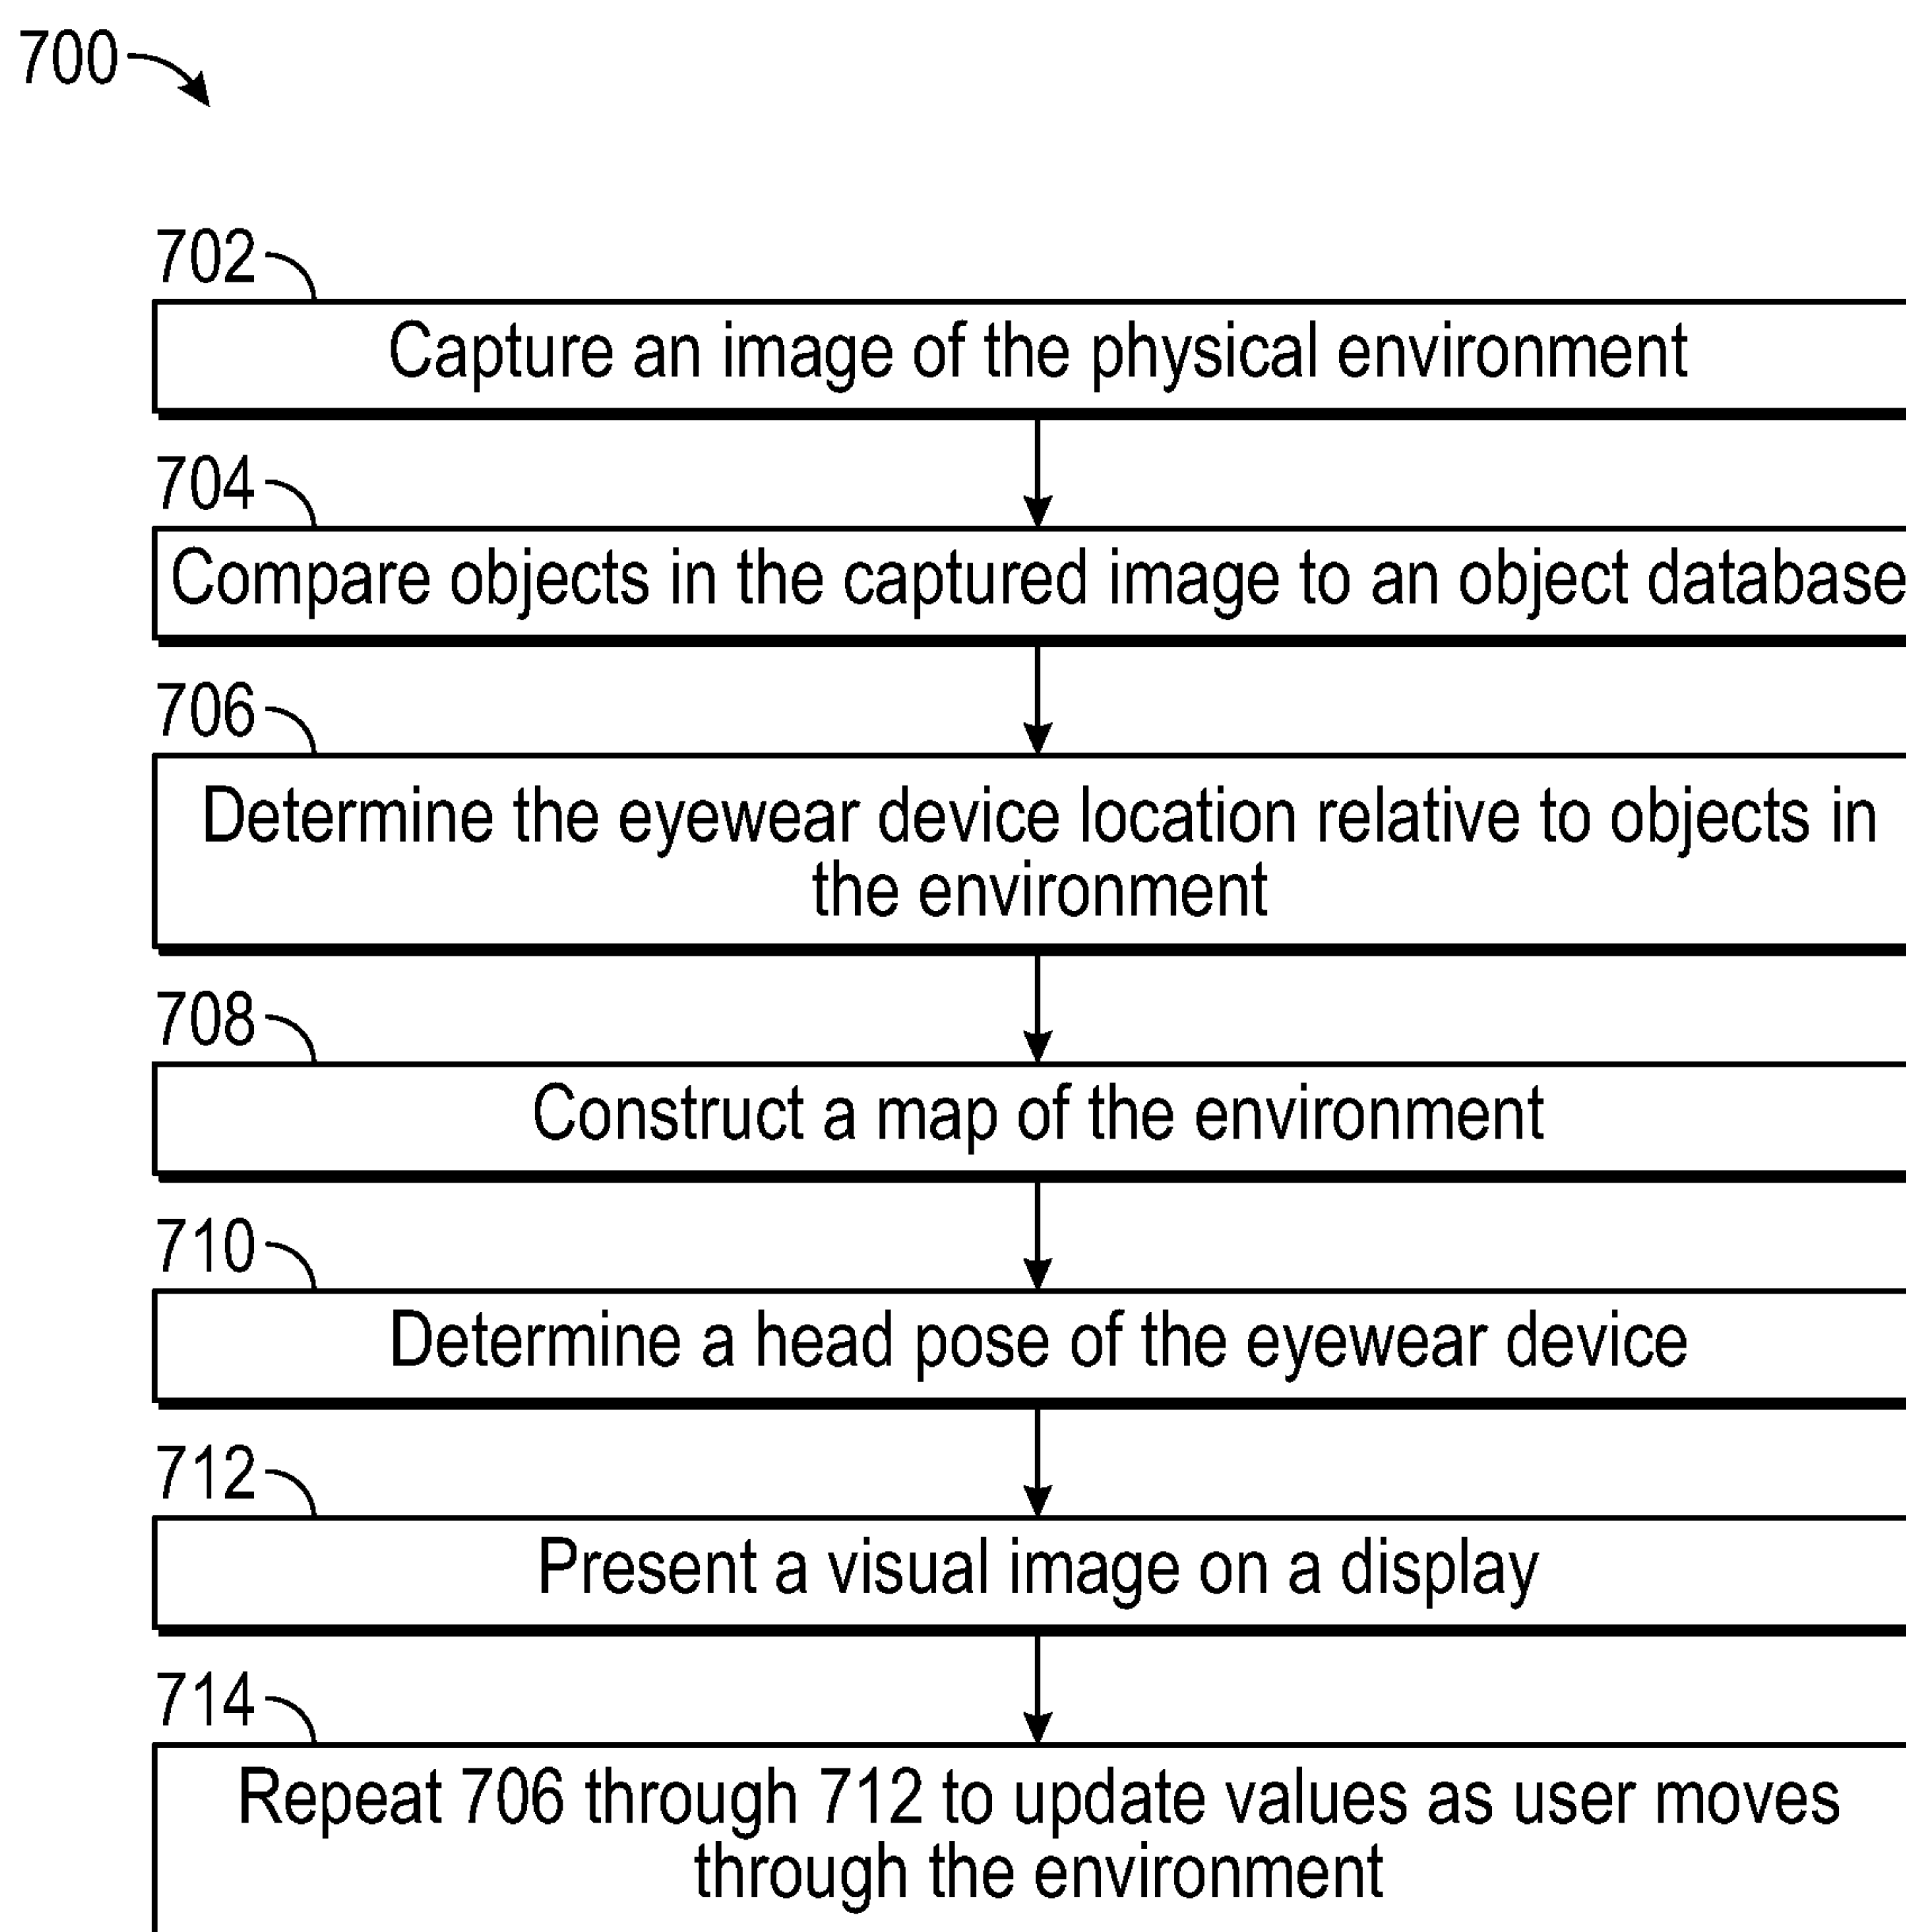 700
702
Capture an image of the physical environment
704
Compare objects in the captured image to an object database
706
Determine the eyewear device location relative to objects in
the environment
708
Construct a map of the environment
710
Determine a head pose of the eyewear device
712
Present a visual image on a display
714
Repeat 706 through 712 to update values as user moves
through the environment